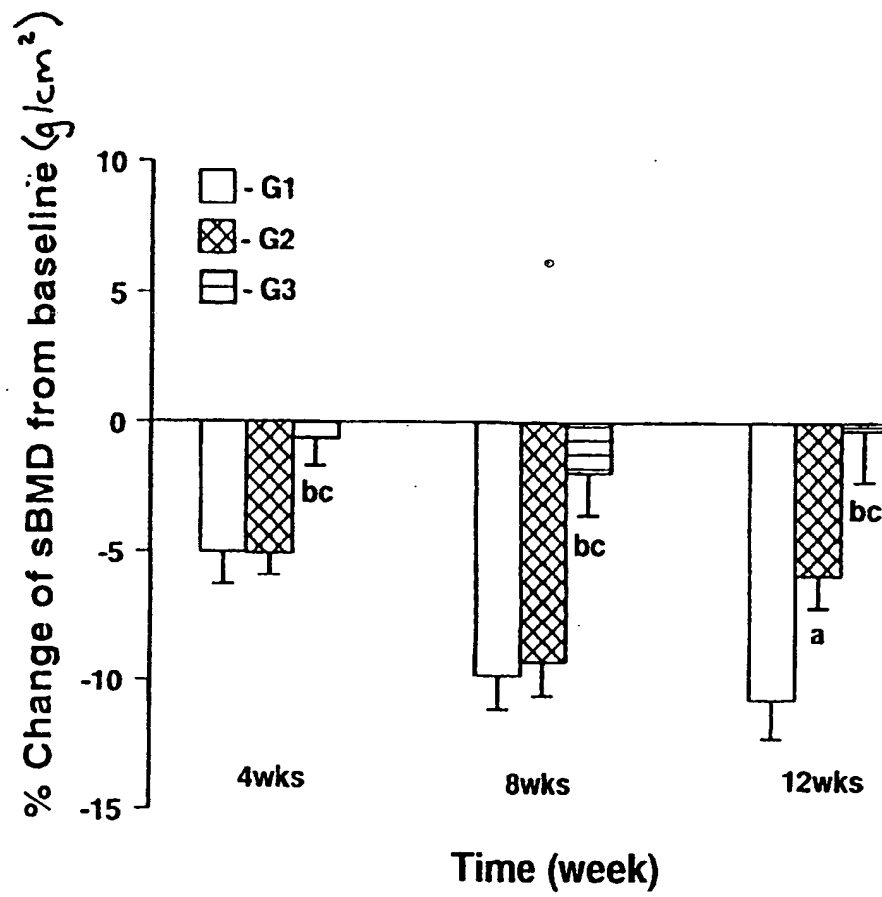 % Change of sBMD from baseline (g/cm²)
10
5
0
-5
-10
-15
- G1
- G2
- G3
bc
bc
a
bc
4wks
8wks
12wks
Time (week)